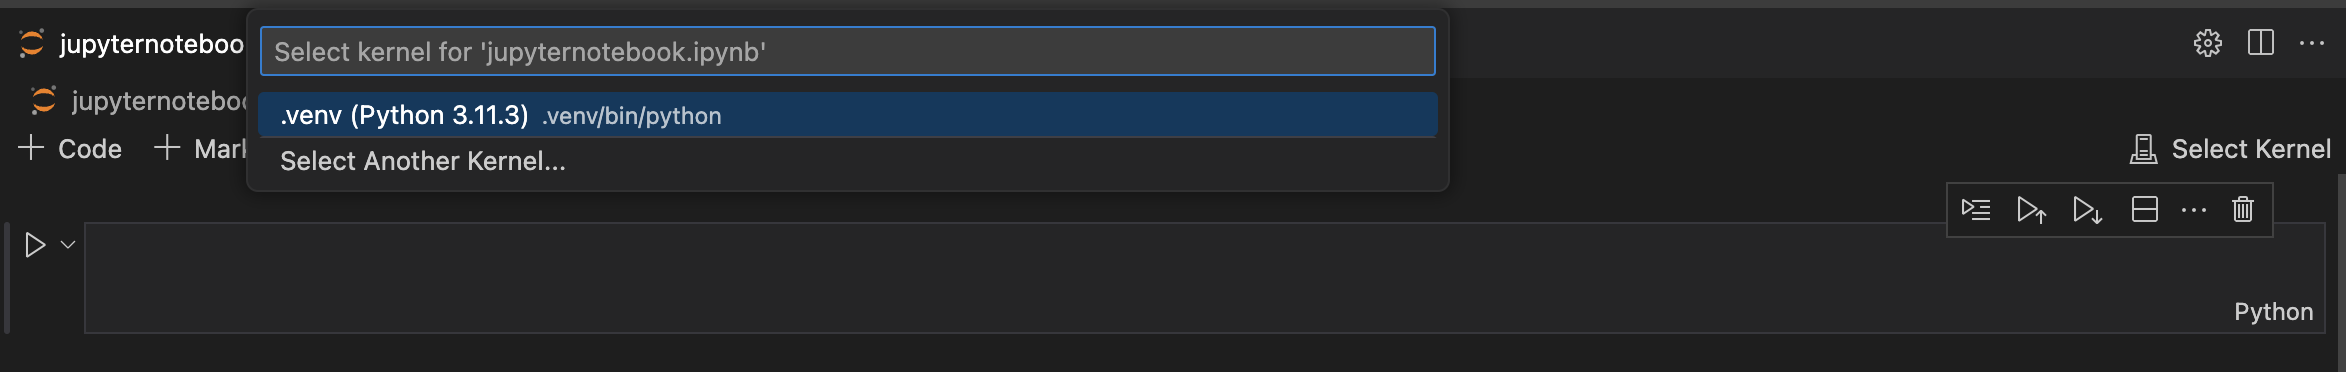 jupyternoteboo
Select kernel for 'jupyternotebook.ipynb'
jupyternoteboo
.venv (Python 3.11.3) .venv/bin/python
Code
Mark
Select Another Kernel...
Select Kernel
Python